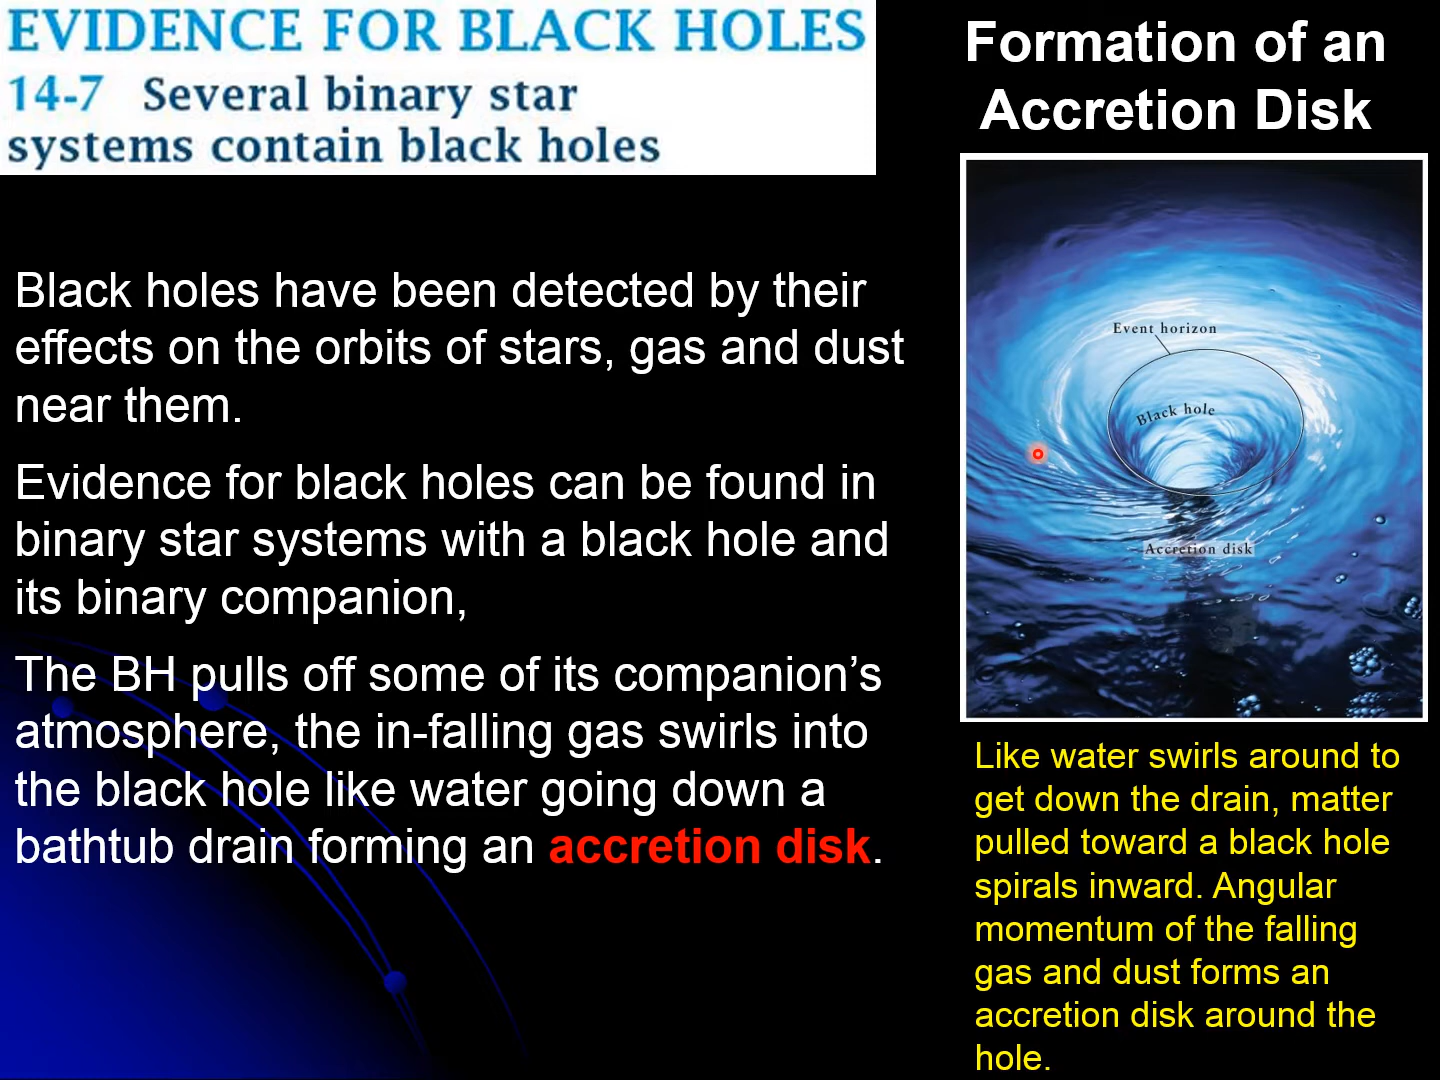 EVIDENCE FOR BLACK HOLES
14-7 Several binary star
systems contain black holes
Black holes have been detected by their
effects on the orbits of stars, gas and dust
near them.
Evidence for black holes can be found in
binary star systems with a black hole and
its binary companion,
The BH pulls off some of its companion’s
atmosphere, the in-falling gas swirls into
the black hole like water going down a
bathtub drain forming an accretion disk.
Formation of an
Accretion Disk
Event horizon
Black hole
Accretion disk
Like water swirls around to
get down the drain, matter
pulled toward a black hole
spirals inward. Angular
momentum of the falling
gas and dust forms an
accretion disk around the
hole.